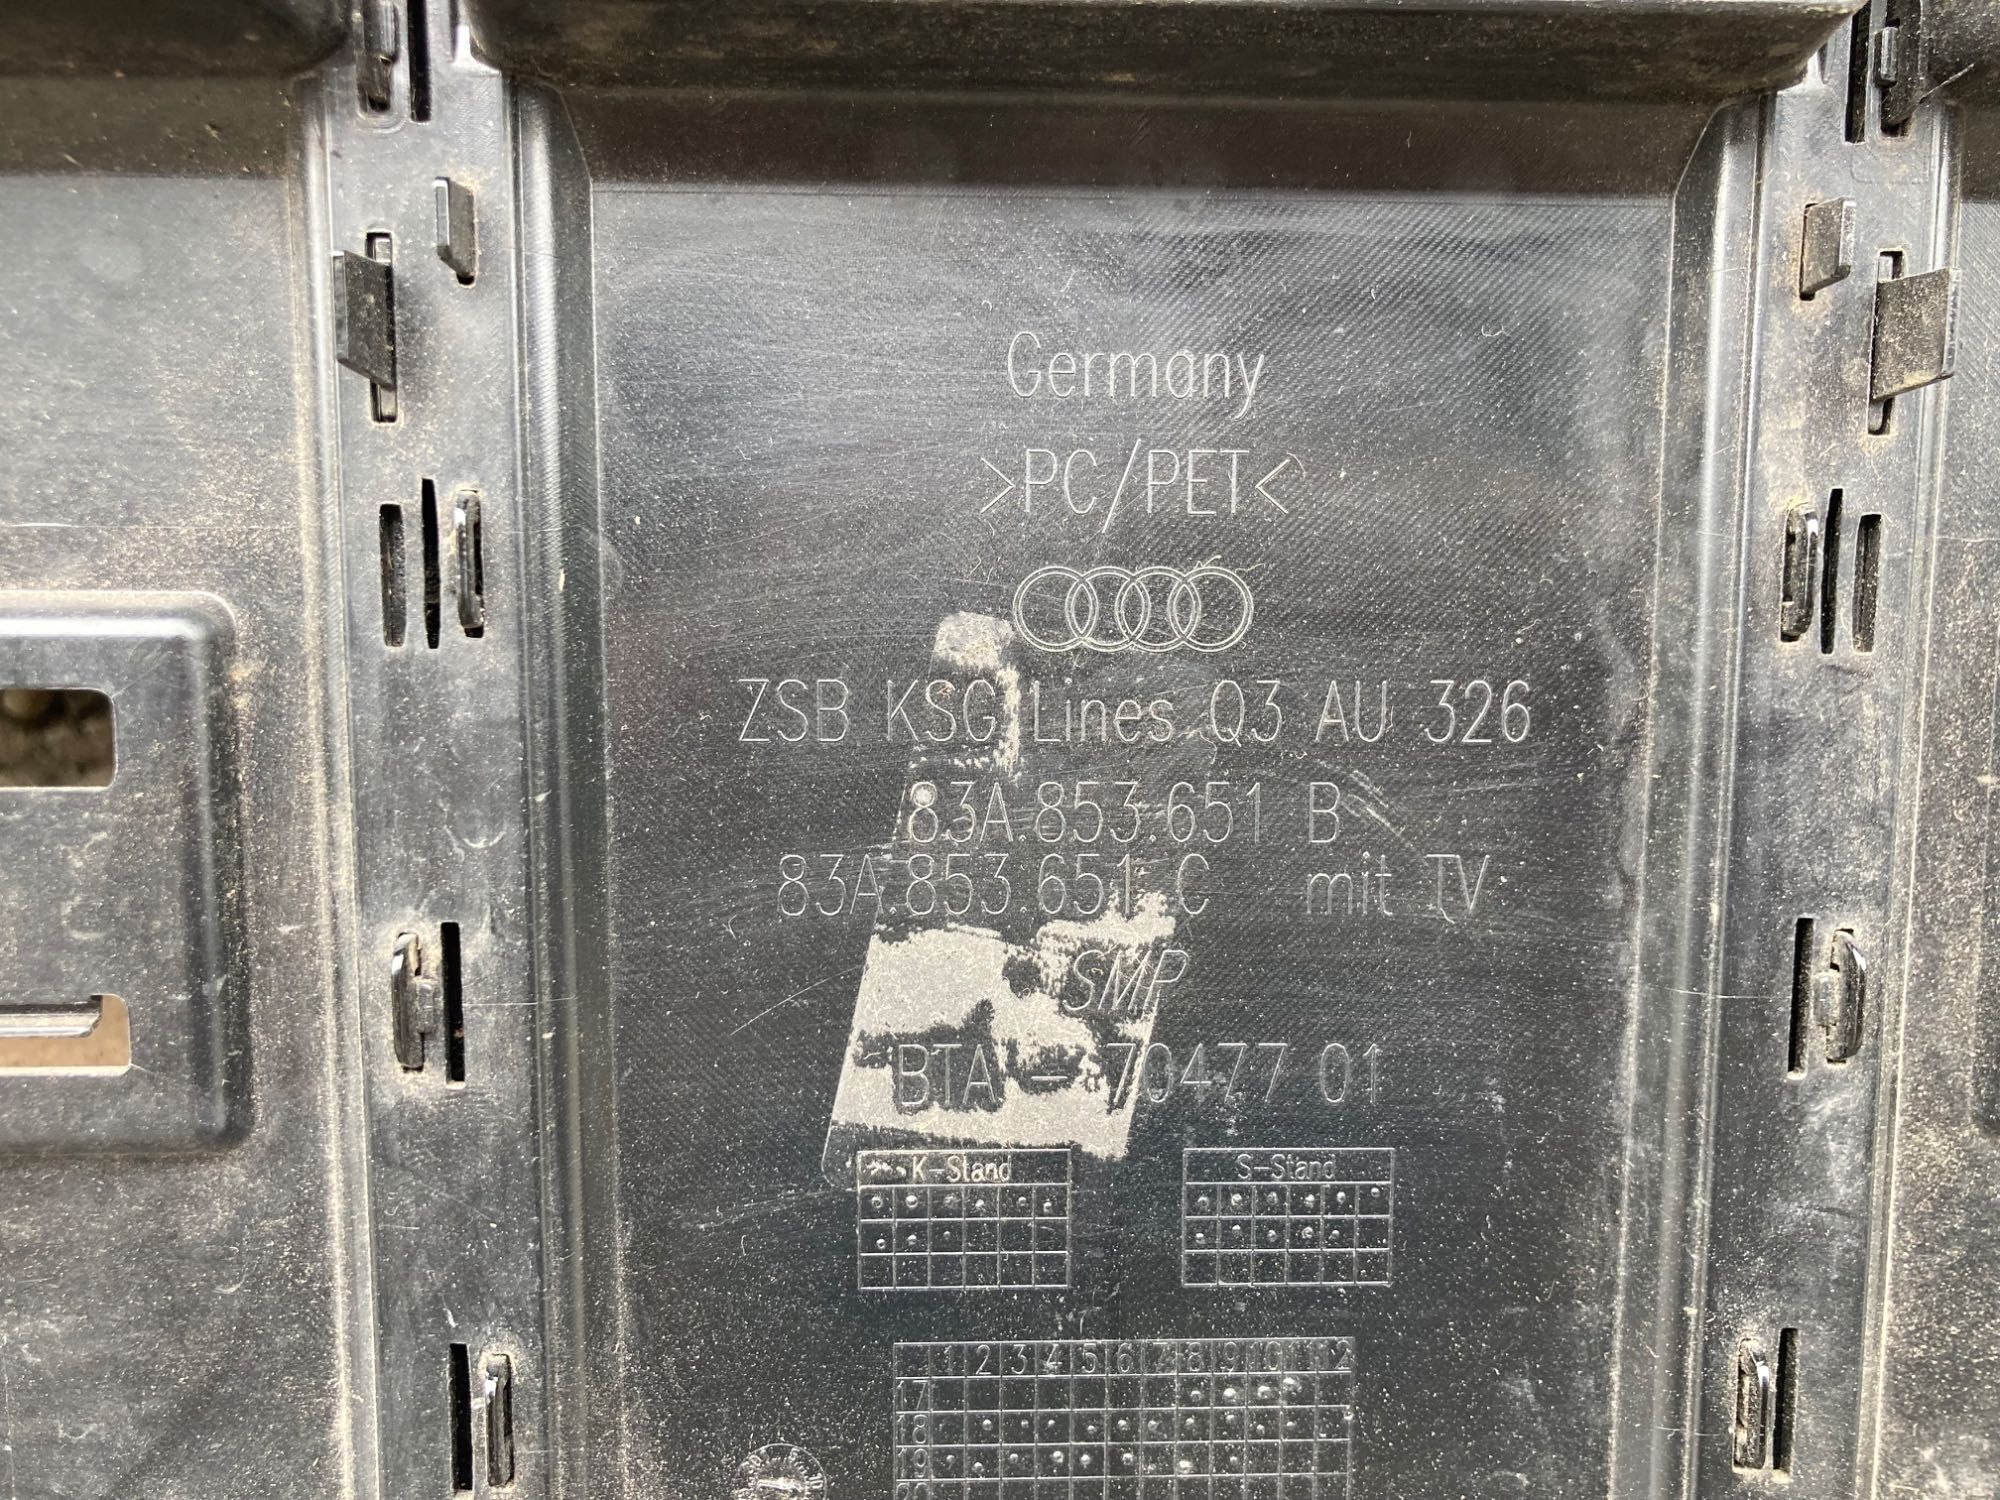 Germany
>PC/PET<
ZSB KSG Lines Q3 AU 326
83A.853.651 B
83A.853.651 C mit TV
SMP
BTA - 70477 01
K-Stand
S-Stand
1 2 3 4 5 6 7 8 9 10 11 12
17
18
19
20